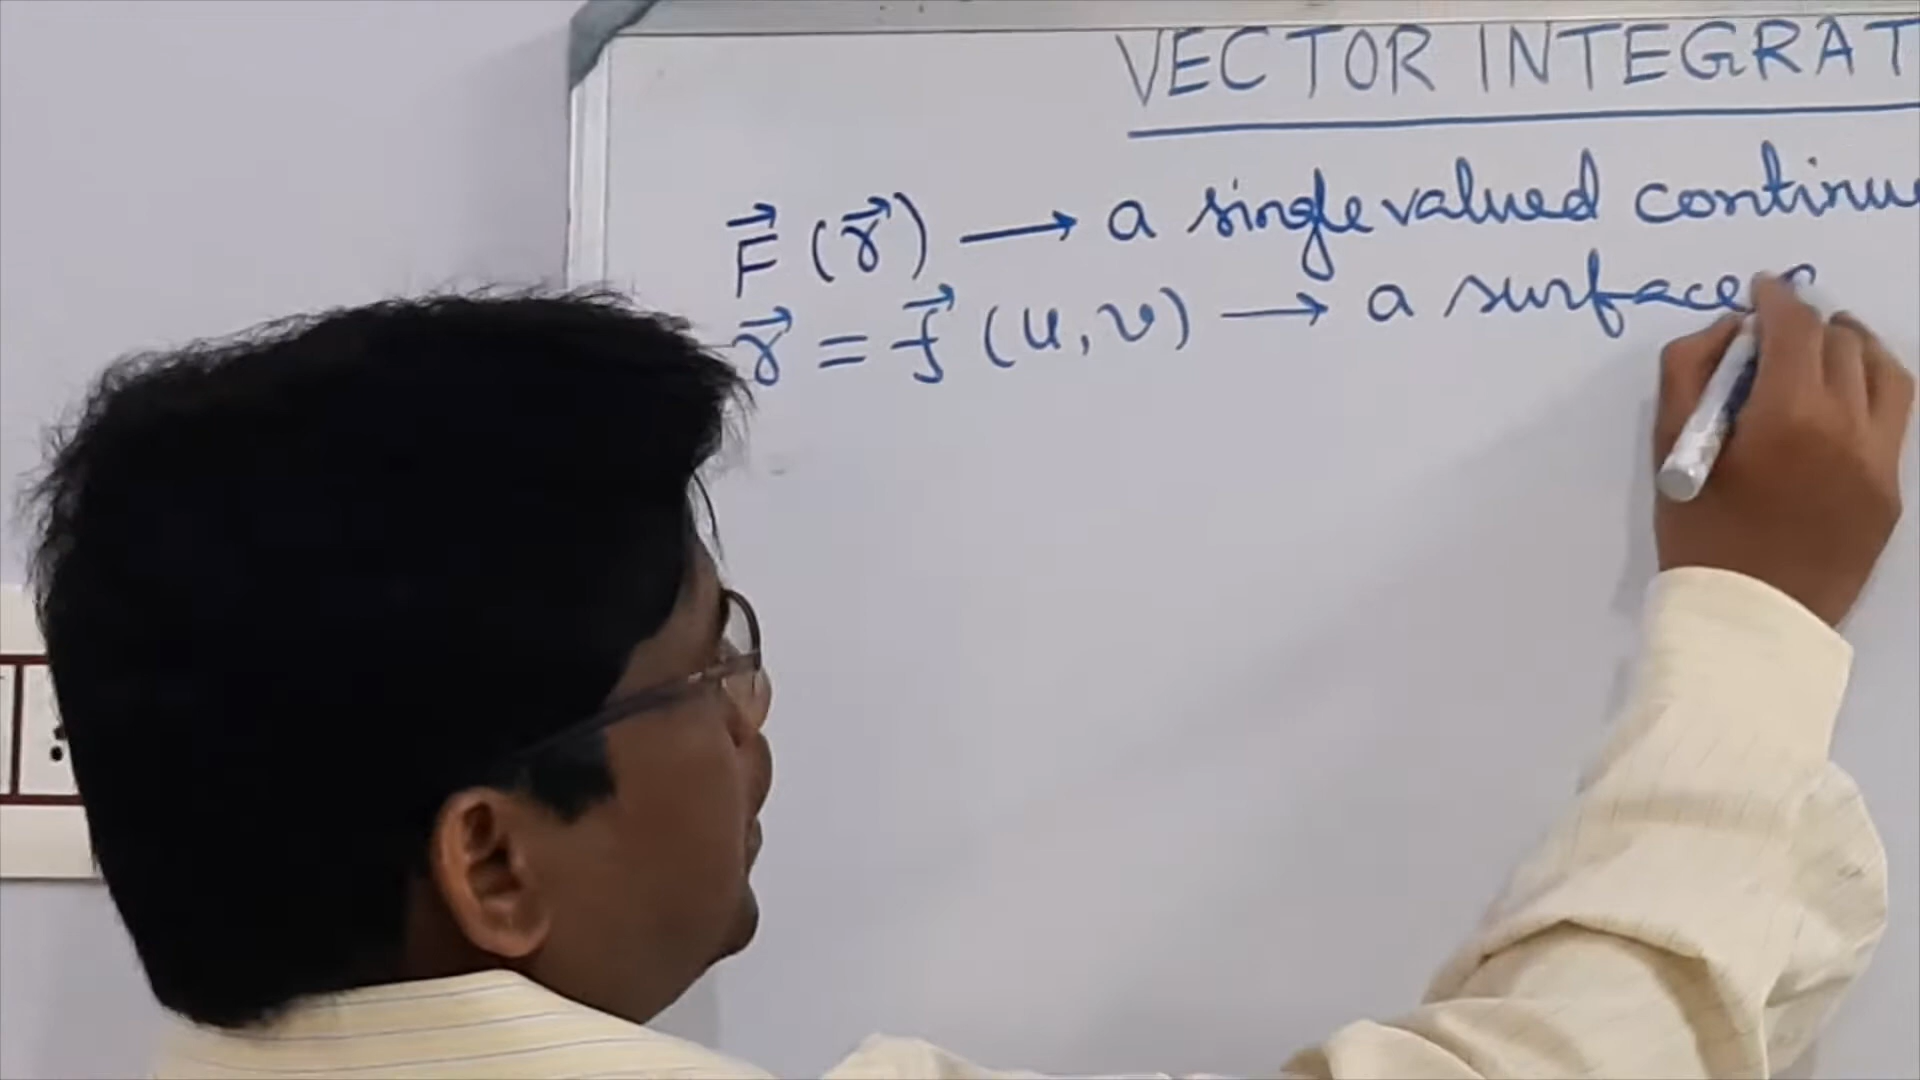 VECTOR INTEGRAT
F⃗ (r⃗) → a single valued continu
r⃗ = f⃗ (u, v) → a surface